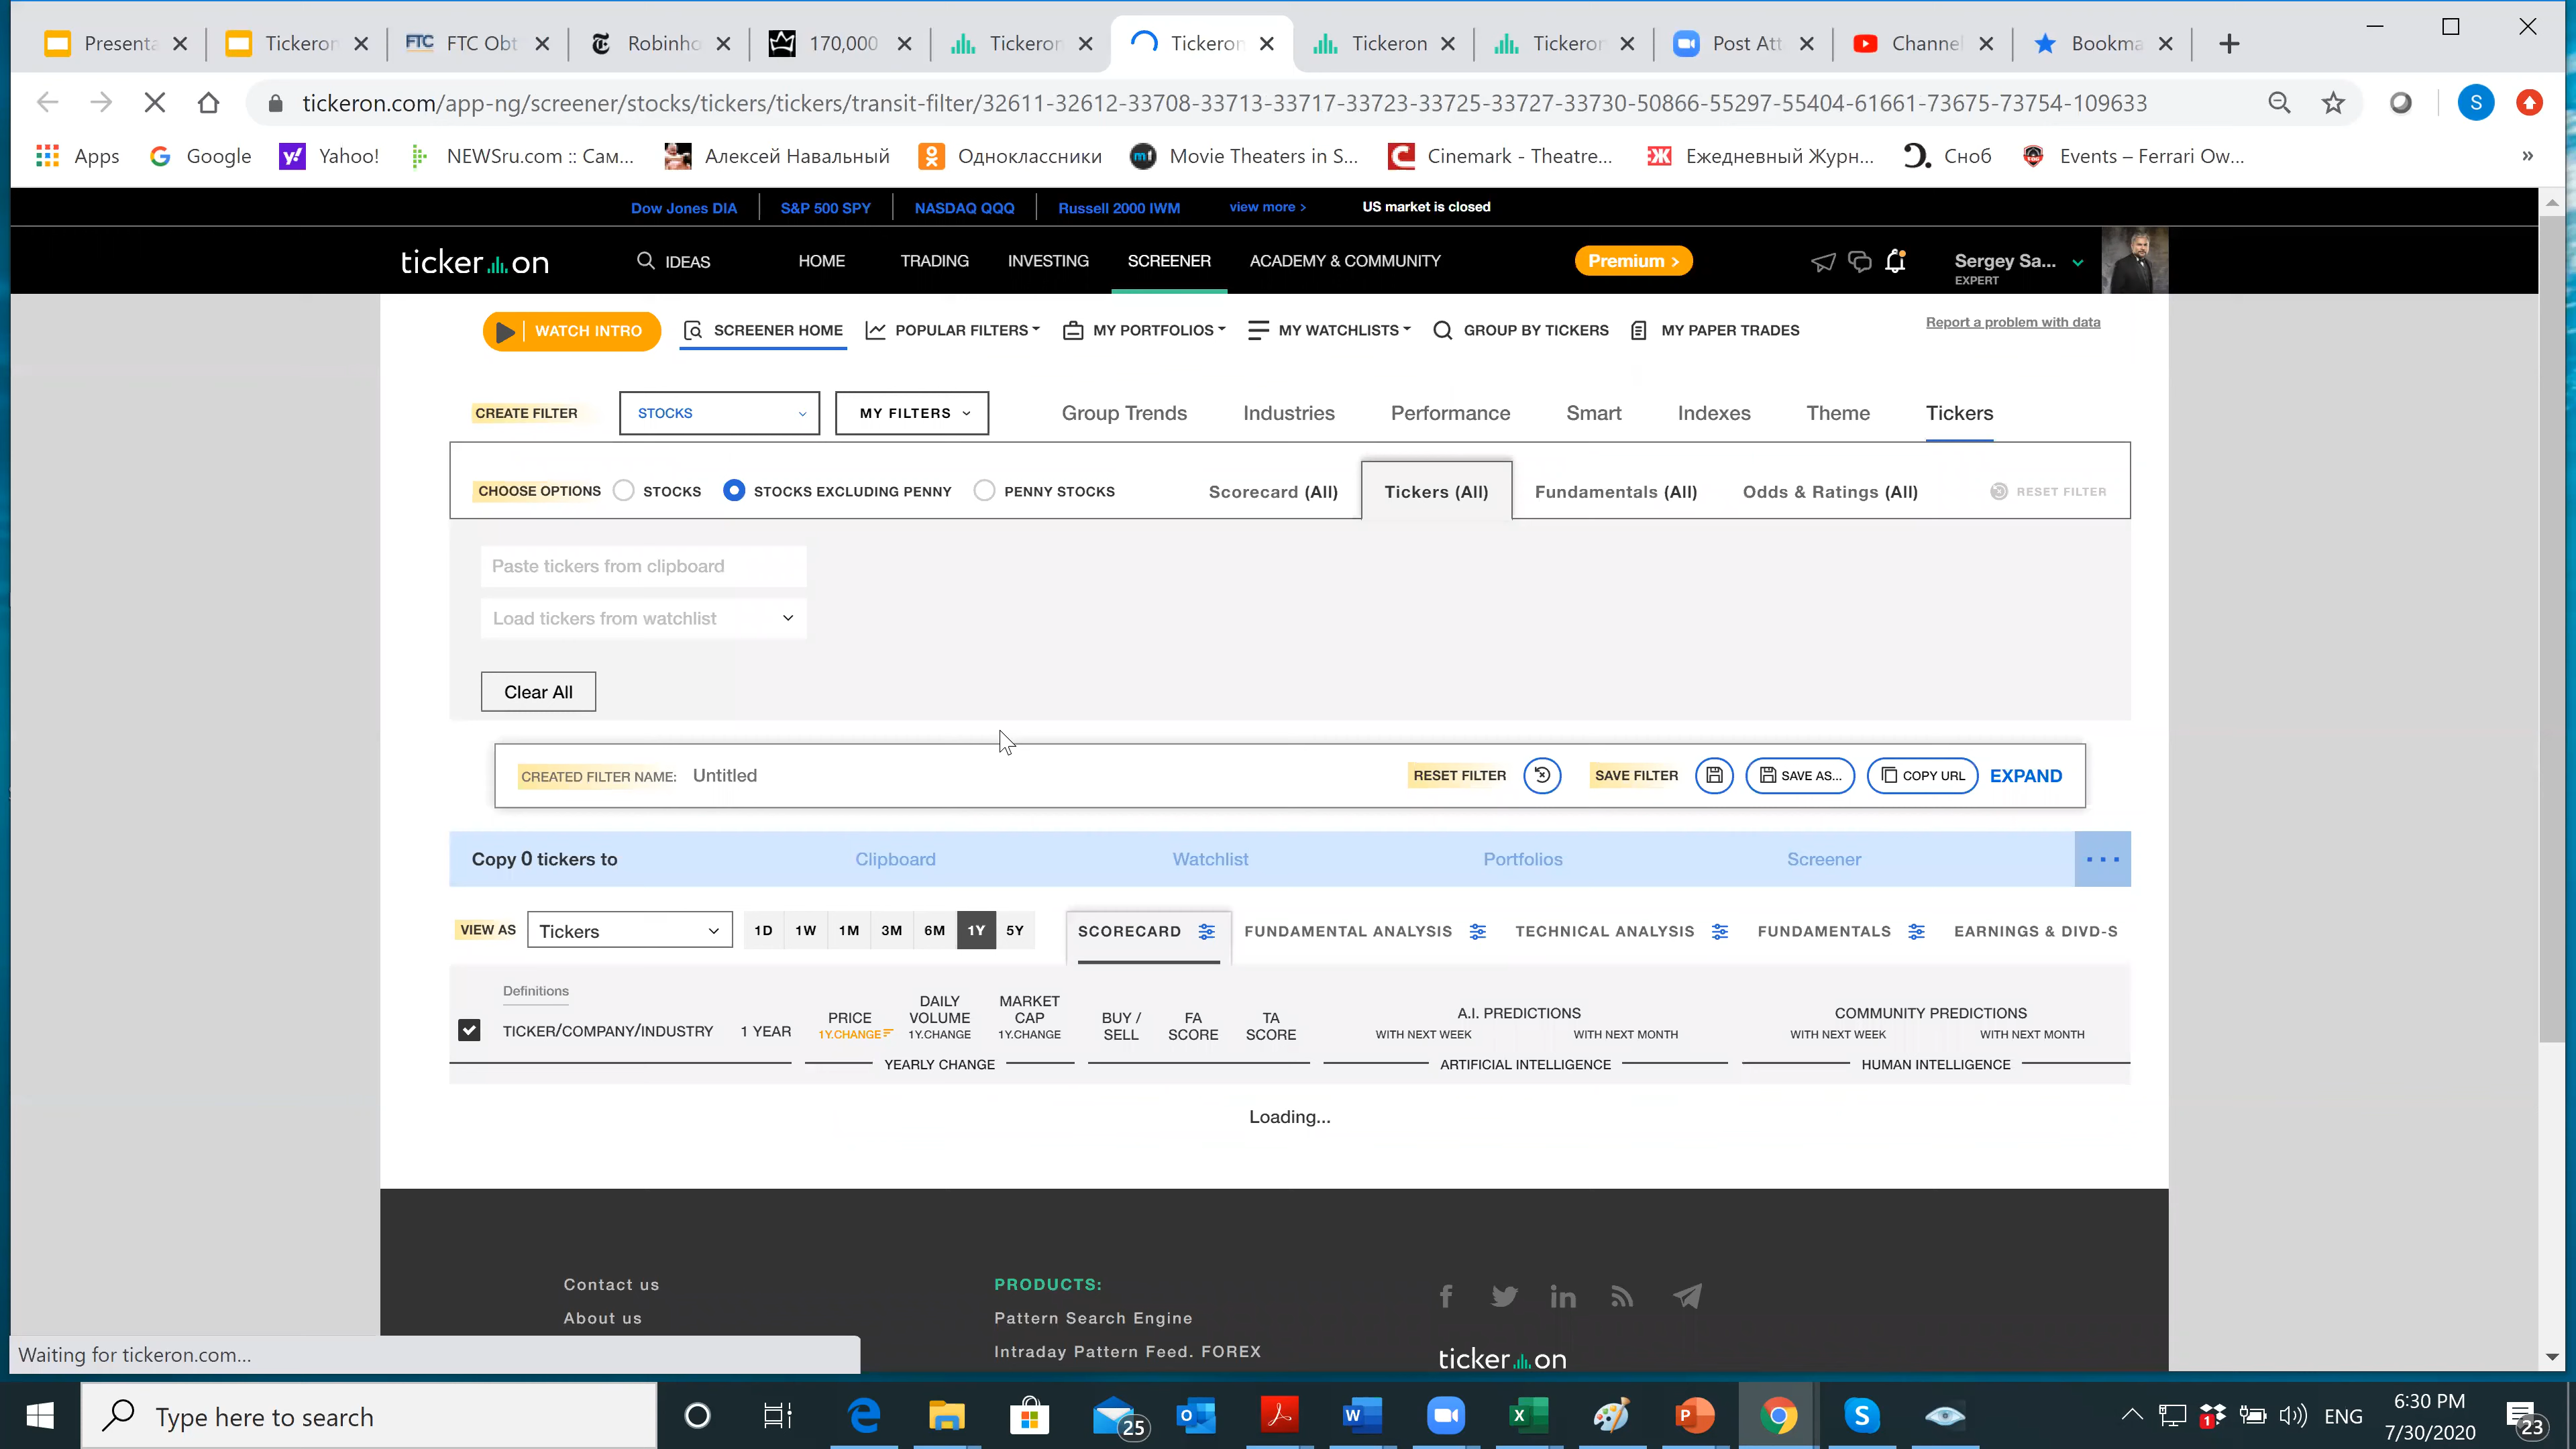 Presenta
Tickeron
FTC FTC Obt
Robinho
170,000
Tickeron
Tickeron
Tickeron
Tickeron
Post Att
Channel
Bookma
tickeron.com/app-ng/screener/stocks/tickers/tickers/transit-filter/32611-32612-33708-33713-33717-33723-33725-33727-33730-50866-55297-55404-61661-73675-73754-109633
S
Apps
Google
Yahoo!
NEWSru.com :: Сам...
Алексей Навальный
Одноклассники
Movie Theaters in S...
Cinemark - Theatre...
Ежедневный Журн...
Сноб
Events – Ferrari Ow...
»
Dow Jones DIA
S&P 500 SPY
NASDAQ QQQ
Russell 2000 IWM
view more >
US market is closed
tickeron
IDEAS
HOME
TRADING
INVESTING
SCREENER
ACADEMY & COMMUNITY
Premium >
Sergey Sa...
EXPERT
WATCH INTRO
SCREENER HOME
POPULAR FILTERS
MY PORTFOLIOS
MY WATCHLISTS
GROUP BY TICKERS
MY PAPER TRADES
Report a problem with data
CREATE FILTER
STOCKS
MY FILTERS
Group Trends
Industries
Performance
Smart
Indexes
Theme
Tickers
CHOOSE OPTIONS
STOCKS
STOCKS EXCLUDING PENNY
PENNY STOCKS
Scorecard (All)
Tickers (All)
Fundamentals (All)
Odds & Ratings (All)
RESET FILTER
Paste tickers from clipboard
Load tickers from watchlist
Clear All
CREATED FILTER NAME: Untitled
RESET FILTER
SAVE FILTER
SAVE AS...
COPY URL
EXPAND
Copy 0 tickers to
Clipboard
Watchlist
Portfolios
Screener
...
VIEW AS
Tickers
1D
1W
1M
3M
6M
1Y
5Y
SCORECARD
FUNDAMENTAL ANALYSIS
TECHNICAL ANALYSIS
FUNDAMENTALS
EARNINGS & DIVD-S
Definitions
TICKER/COMPANY/INDUSTRY
1 YEAR
PRICE
1Y.CHANGE
DAILY
VOLUME
1Y.CHANGE
MARKET
CAP
1Y.CHANGE
BUY /
SELL
FA
SCORE
TA
SCORE
A.I. PREDICTIONS
WITH NEXT WEEK
WITH NEXT MONTH
COMMUNITY PREDICTIONS
WITH NEXT WEEK
WITH NEXT MONTH
YEARLY CHANGE
ARTIFICIAL INTELLIGENCE
HUMAN INTELLIGENCE
Loading...
Contact us
About us
PRODUCTS:
Pattern Search Engine
Intraday Pattern Feed. FOREX
tickeron
Waiting for tickeron.com...
Type here to search
25
1
ENG
6:30 PM
7/30/2020
23